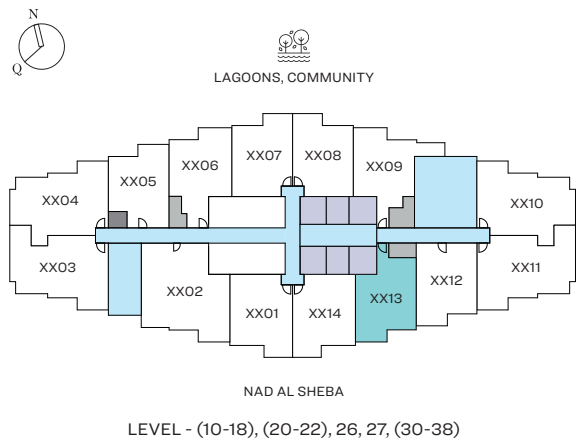 N
Q
LAGOONS, COMMUNITY
XX07 XX08
XX06 XX09
XX05
XX04 XX10
XX03 XX02 XX13 XX12 XX11
XX01 XX14
NAD AL SHEBA
LEVEL - (10-18), (20-22), 26, 27, (30-38)